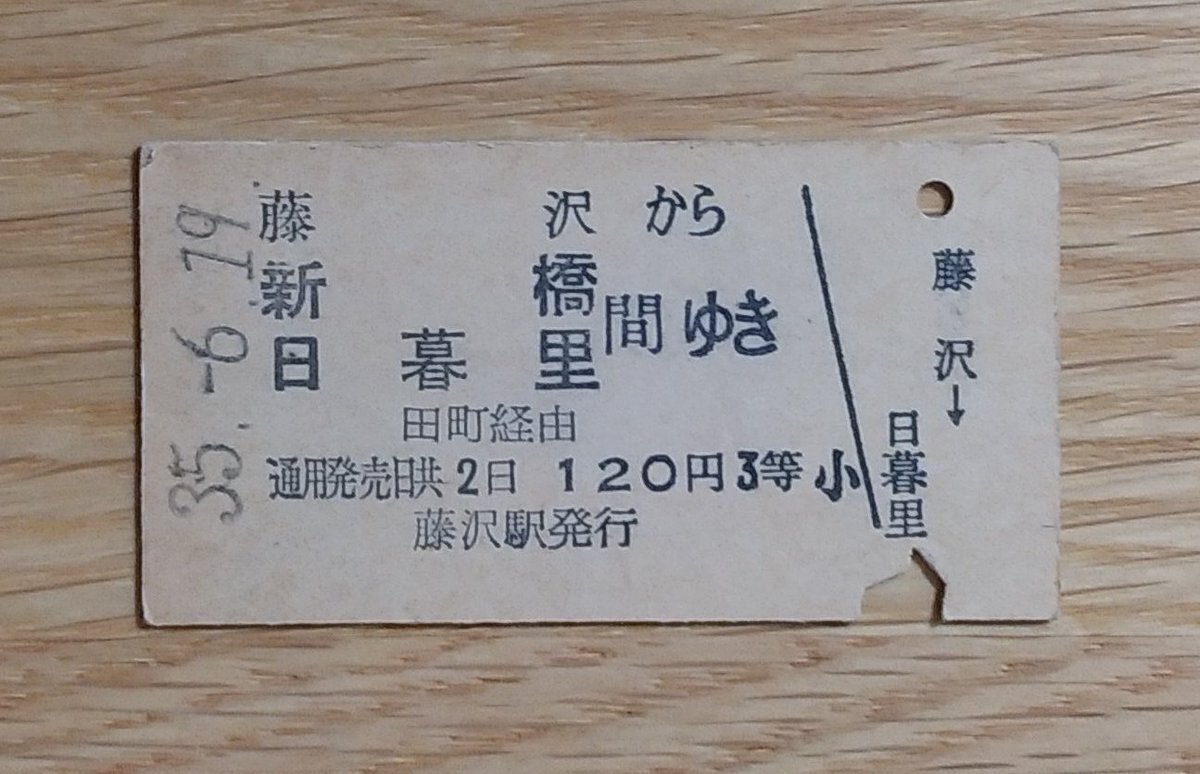 35.-6.19
藤沢から
新橋
日暮里
間ゆき
田町経由
通用発売日共2日 120円3等 小
藤沢駅発行
藤沢→
日暮里